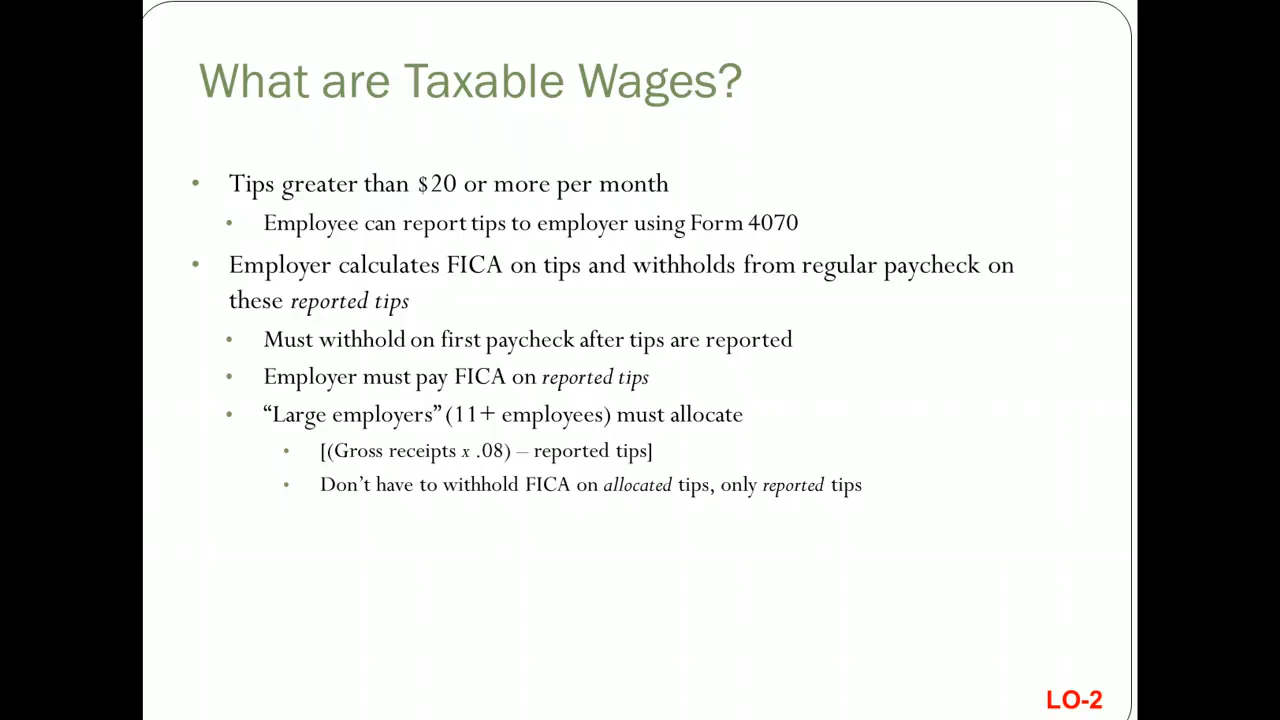 What are Taxable Wages?
• Tips greater than $20 or more per month
• Employee can report tips to employer using Form 4070
• Employer calculates FICA on tips and withholds from regular paycheck on
these reported tips
• Must withhold on first paycheck after tips are reported
• Employer must pay FICA on reported tips
• “Large employers” (11+ employees) must allocate
• [(Gross receipts x .08) – reported tips]
• Don’t have to withhold FICA on allocated tips, only reported tips
LO-2